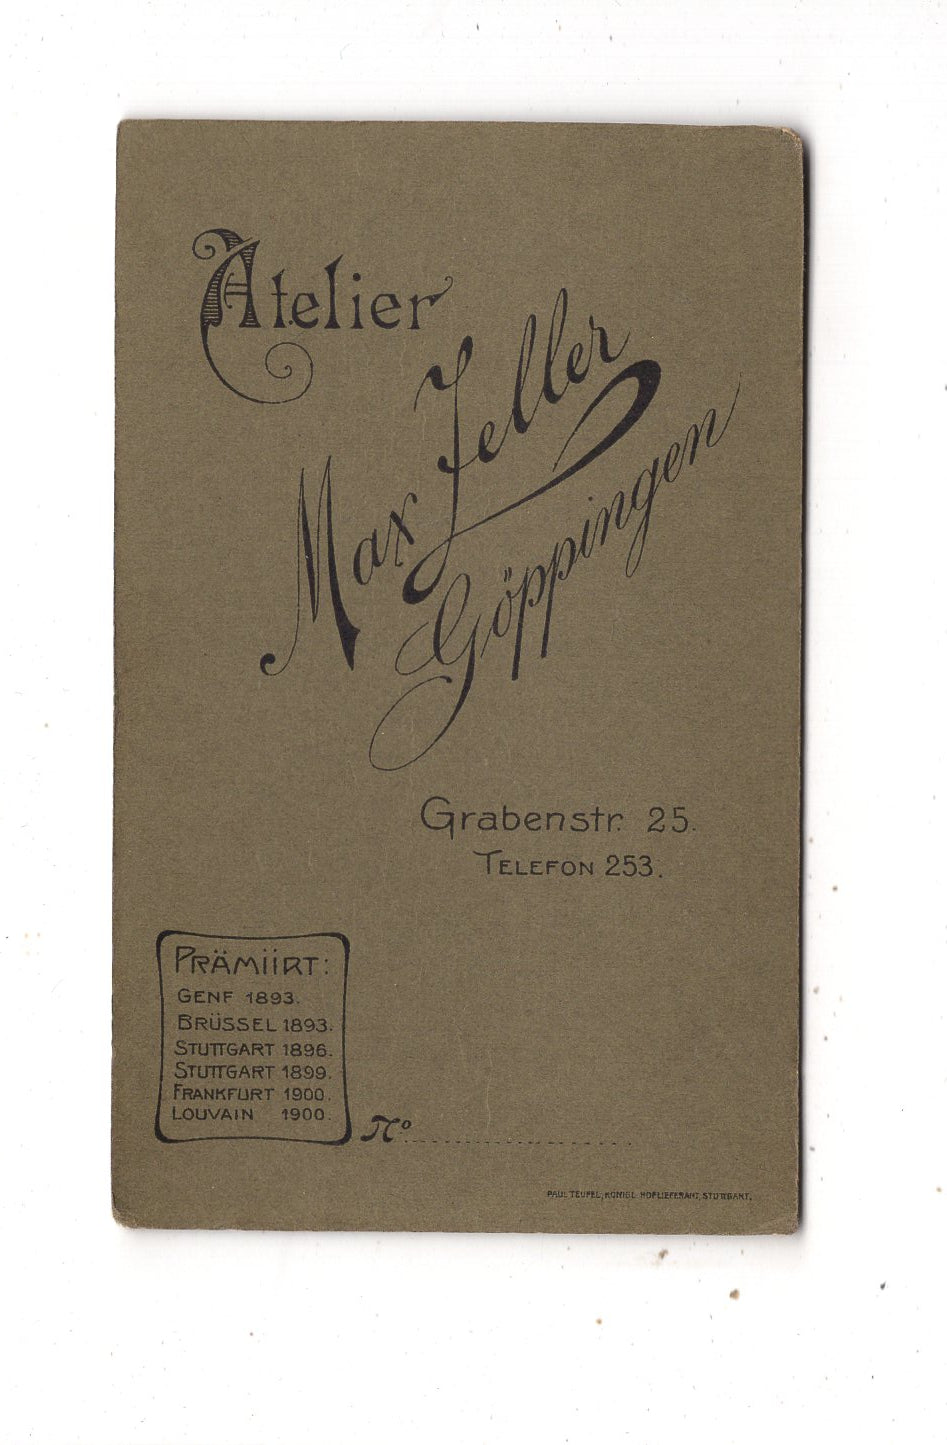 Atelier
Max Zeller
Göppingen
Grabenstr. 25.
TELEFON 253.
PRÄMIIRT:
GENF 1893.
BRÜSSEL 1893.
STUTTGART 1896.
STUTTGART 1899.
FRANKFURT 1900.
LOUVAIN 1900.
No
PAUL TEUFEL, KÖNIGL. HOFLIEFERANT, STUTTGART.